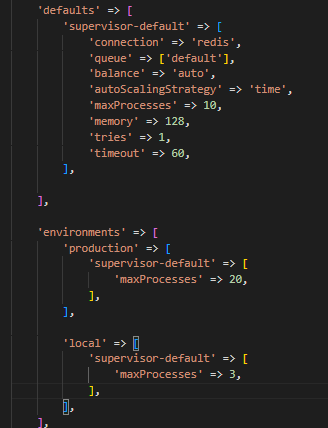 'defaults' => [
'supervisor-default' => [
'connection' => 'redis',
'queue' => ['default'],
'balance' => 'auto',
'autoScalingStrategy' => 'time',
'maxProcesses' => 10,
'memory' => 128,
'tries' => 1,
'timeout' => 60,
],
],
'environments' => [
'production' => [
'supervisor-default' => [
'maxProcesses' => 20,
],
],
'local' => [
'supervisor-default' => [
'maxProcesses' => 3,
],
],
],